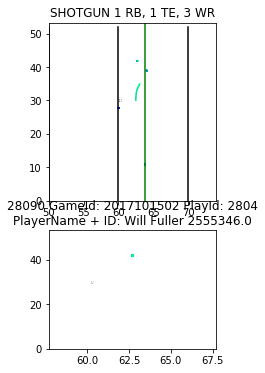 SHOTGUN 1 RB, 1 TE, 3 WR
50
40
30
20
10
0
50 55 60 65 70 75
28090 GameId: 2017101502 PlayId: 2804
PlayerName + ID: Will Fuller 2555346.0
40
20
0
60.0 62.5 65.0 67.5